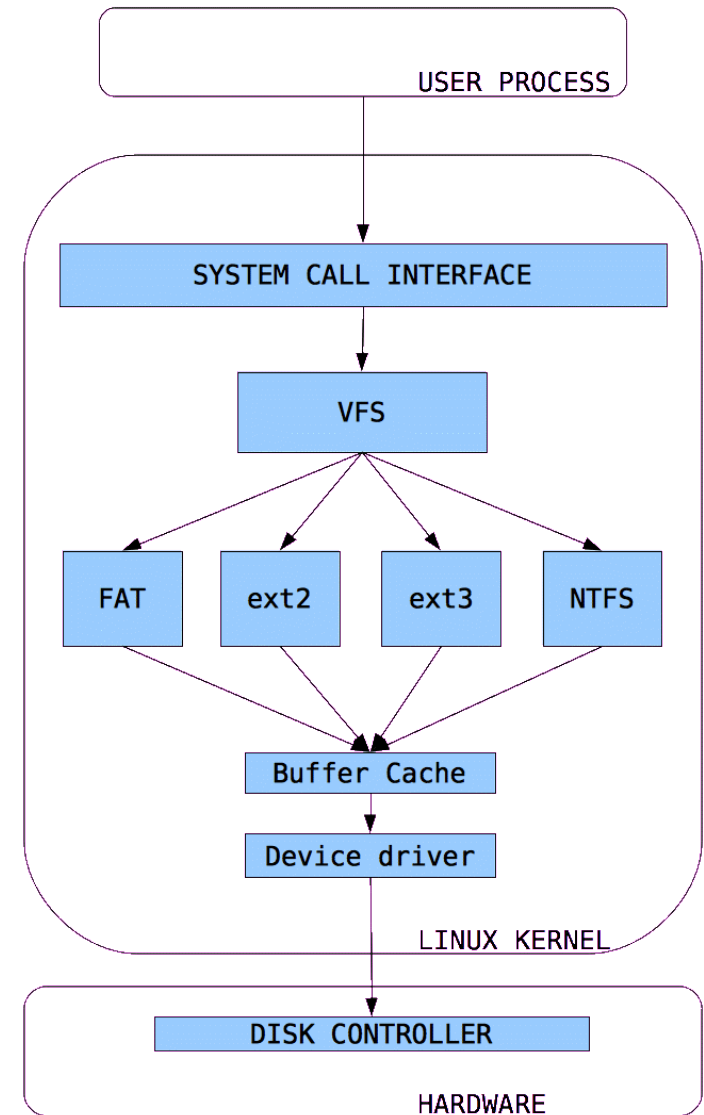 USER PROCESS
SYSTEM CALL INTERFACE
VFS
FAT
ext2
ext3
NTFS
Buffer Cache
Device driver
LINUX KERNEL
DISK CONTROLLER
HARDWARE